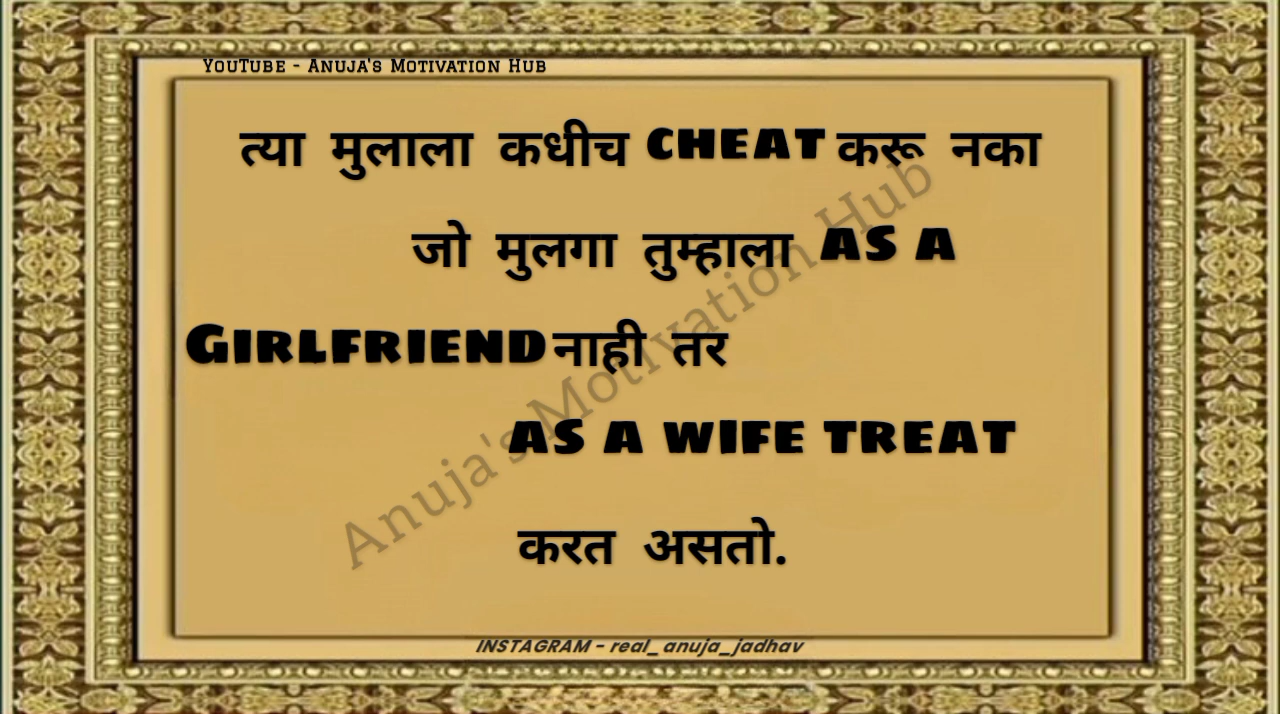 YouTube - Anuja's Motivation Hub
त्या मुलाला कधीच CHEAT करू नका
जो मुलगा तुम्हाला AS A
GIRLFRIEND नाही तर
AS A WIFE TREAT
करत असतो.
Anuja's Motivation Hub
INSTAGRAM - real_anuja_jadhav